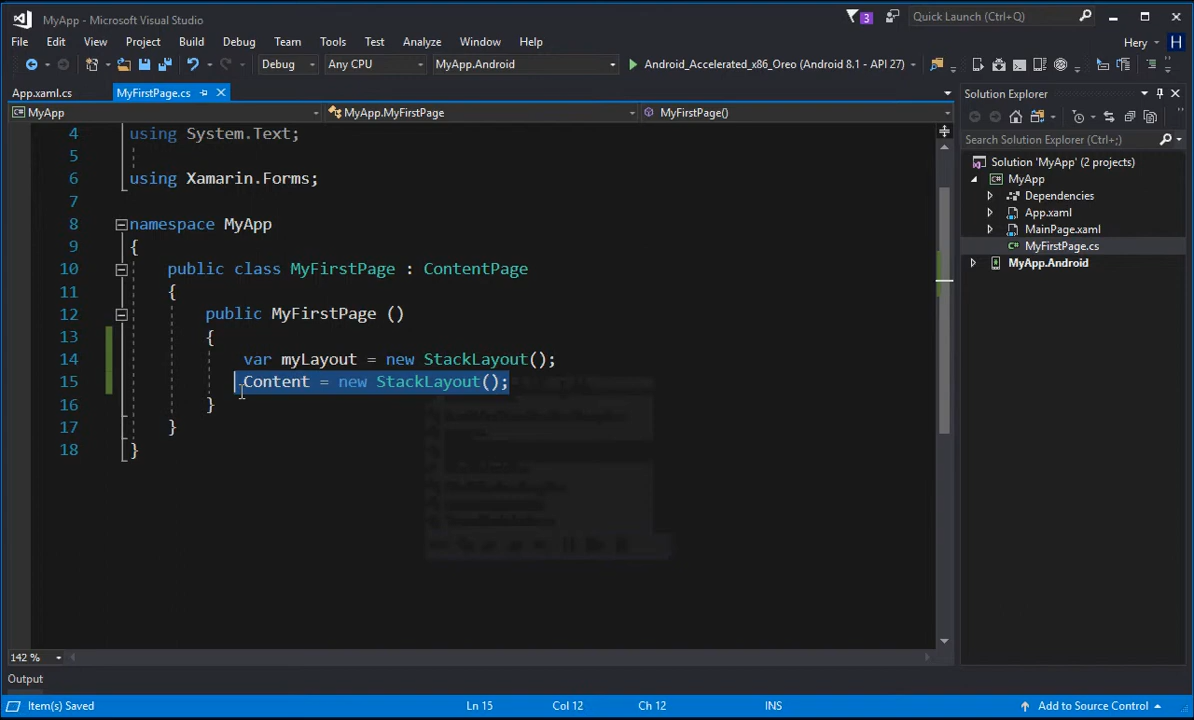 MyApp - Microsoft Visual Studio
3
Quick Launch (Ctrl+Q)
File Edit View Project Build Debug Team Tools Test Analyze Window Help
Hery
H
Debug Any CPU MyApp.Android Android_Accelerated_x86_Oreo (Android 8.1 - API 27)
App.xaml.cs MyFirstPage.cs
MyApp MyApp.MyFirstPage MyFirstPage()
4 using System.Text;
5
6 using Xamarin.Forms;
7
8 namespace MyApp
9 {
10 public class MyFirstPage : ContentPage
11 {
12 public MyFirstPage ()
13 {
14 var myLayout = new StackLayout();
15 Content = new StackLayout();
16 }
17 }
18 }
142 %
Solution Explorer
Search Solution Explorer (Ctrl+;)
Solution 'MyApp' (2 projects)
MyApp
Dependencies
App.xaml
MainPage.xaml
MyFirstPage.cs
MyApp.Android
Output
Item(s) Saved Ln 15 Col 12 Ch 12 INS Add to Source Control